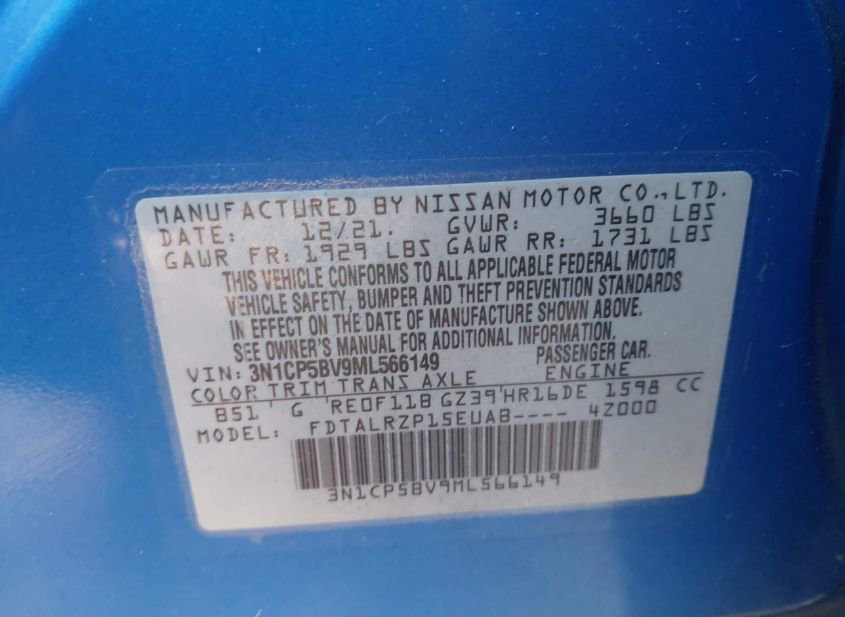 MANUFACTURED BY NISSAN MOTOR CO., LTD.
DATE: 12/21. GVWR: 3660 LBS
GAWR FR: 1929 LBS GAWR RR: 1731 LBS
THIS VEHICLE CONFORMS TO ALL APPLICABLE FEDERAL MOTOR
VEHICLE SAFETY, BUMPER AND THEFT PREVENTION STANDARDS
IN EFFECT ON THE DATE OF MANUFACTURE SHOWN ABOVE.
SEE OWNER'S MANUAL FOR ADDITIONAL INFORMATION.
VIN: 3N1CP5BV9ML566149 PASSENGER CAR.
COLOR TRIM TRANS AXLE ENGINE
B51 G RE0F11B GZ39 HR16DE 1598 CC
MODEL: FDTALRZP15EUAB---- 4Z000
3N1CP5BV9ML566149